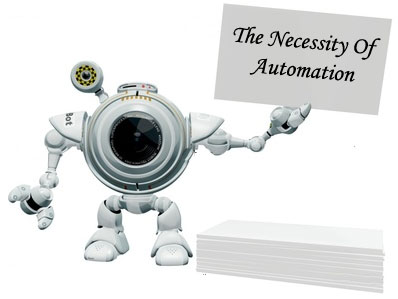 The Necessity Of
Automation
Bot